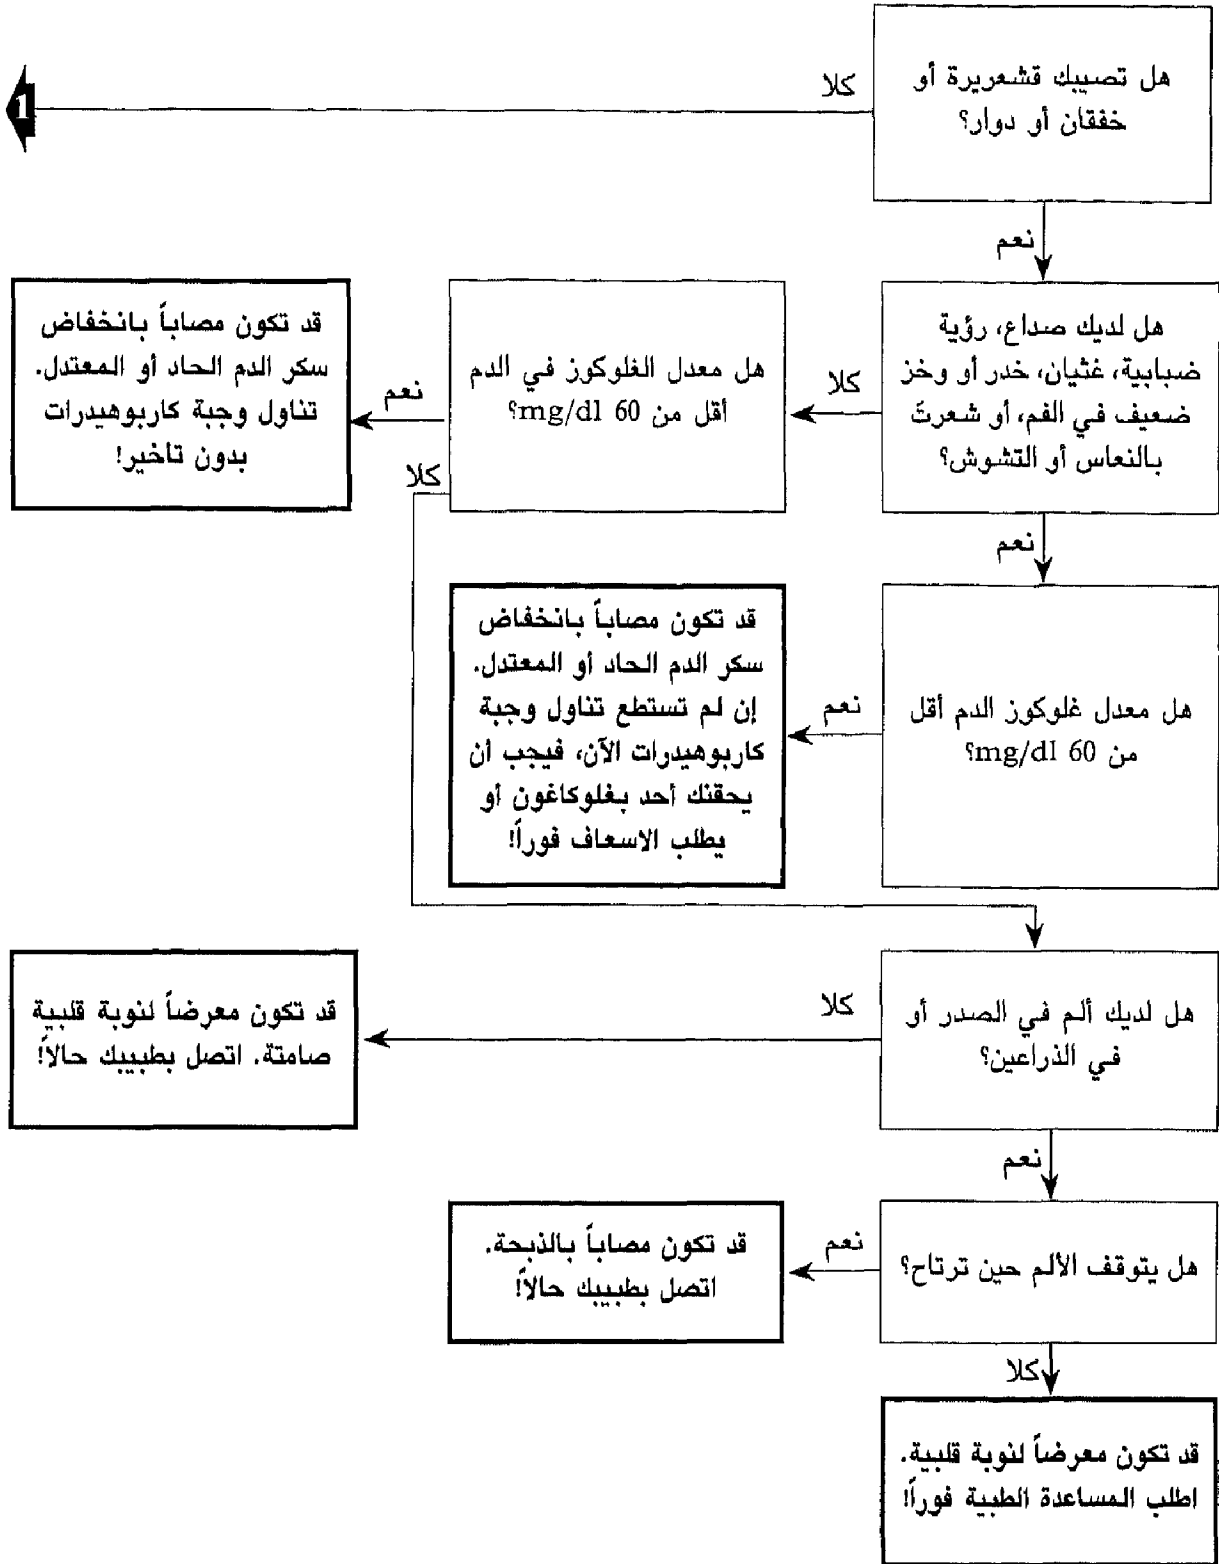 هل تصيبك قشعريرة أو
خفقان أو دوار؟
كلا
1
نعم
هل لديك صداع، رؤية
ضبابية، غثيان، خدر أو وخز
ضعيف في الفم، أو شعرتَ
بالنعاس أو التشوش؟
كلا
هل معدل الغلوكوز في الدم
أقل من 60 mg/dl؟
نعم
قد تكون مصاباً بانخفاض
سكر الدم الحاد أو المعتدل.
تناول وجبة كاربوهيدرات
بدون تاخير!
كلا
نعم
هل معدل غلوكوز الدم أقل
من 60 mg/dl؟
نعم
قد تكون مصاباً بانخفاض
سكر الدم الحاد أو المعتدل.
إن لم تستطع تناول وجبة
كاربوهيدرات الآن، فيجب أن
يحقنك أحد بغلوكاغون أو
يطلب الاسعاف فوراً!
هل لديك ألم في الصدر أو
في الذراعين؟
كلا
قد تكون معرضاً لنوبة قلبية
صامتة. اتصل بطبيبك حالاً!
نعم
هل يتوقف الألم حين ترتاح؟
نعم
قد تكون مصاباً بالذبحة.
اتصل بطبيبك حالاً!
كلا
قد تكون معرضاً لنوبة قلبية.
اطلب المساعدة الطبية فوراً!